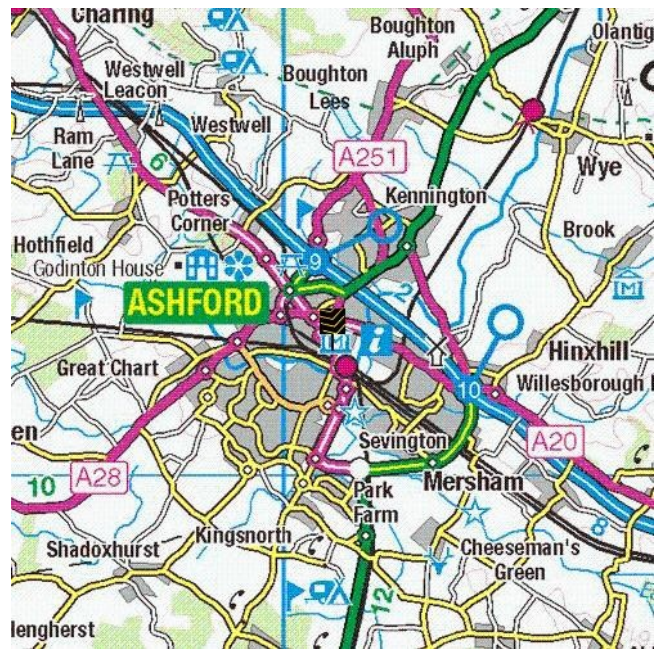 Charing
Boughton
Aluph
Olantig
Westwell
Leacon
Boughton
Lees
Westwell
Ram
Lane
6
A251
Wye
Potters
Corner
Kennington
Brook
Hothfield
Godinton House
9
M
2
ASHFORD
i
Great Chart
Hinxhill
10
Willesborough
en
Sevington
A20
A28
10
Mersham
Park
Farm
8
Kingsnorth
Shadoxhurst
Cheeseman's
Green
12
lengherst